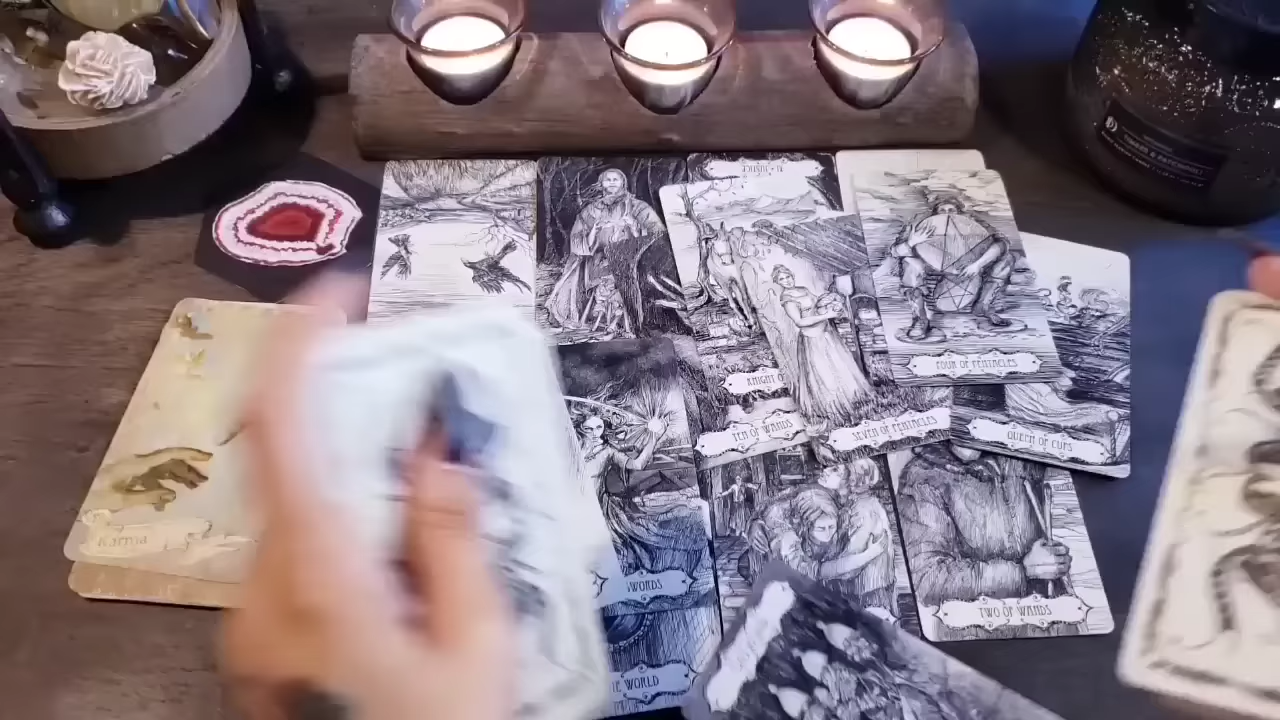 JUSTICE
FOUR OF PENTACLES
KNIGHT O
TEN OF WANDS
SEVEN OF PENTACLES
QUEEN OF CUPS
Karma
WORDS
TWO OF WANDS
E WORLD